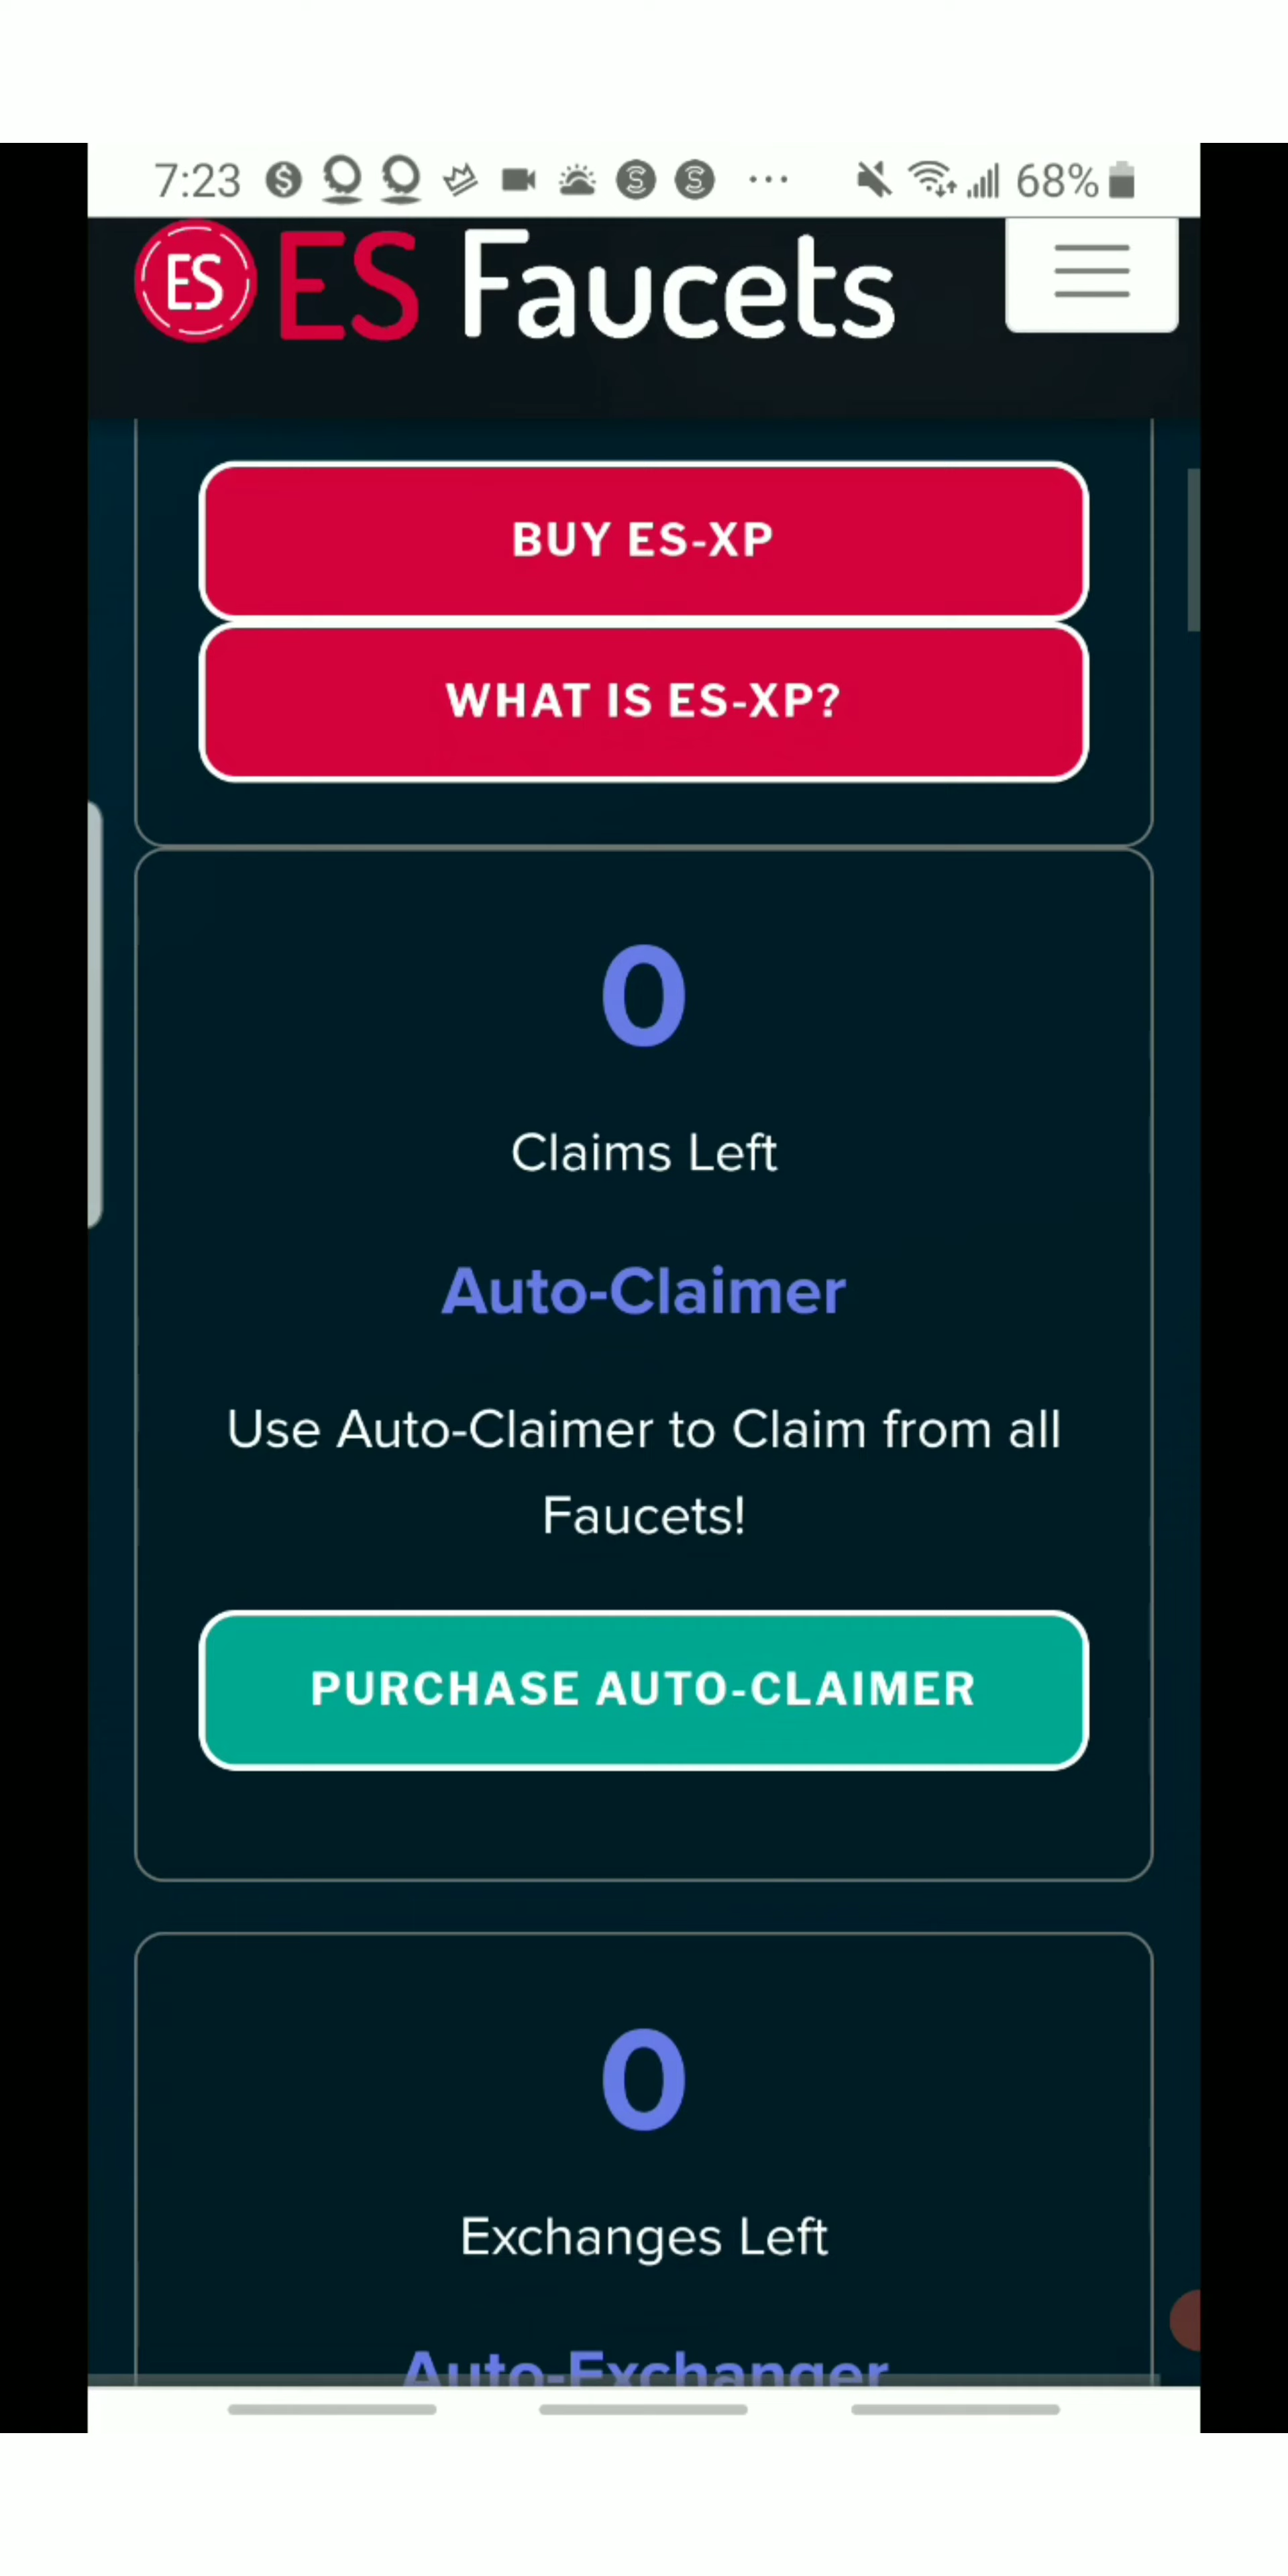 7:23 68%
ES ES Faucets
BUY ES-XP
WHAT IS ES-XP?
0
Claims Left
Auto-Claimer
Use Auto-Claimer to Claim from all
Faucets!
PURCHASE AUTO-CLAIMER
0
Exchanges Left
Auto-Exchanger